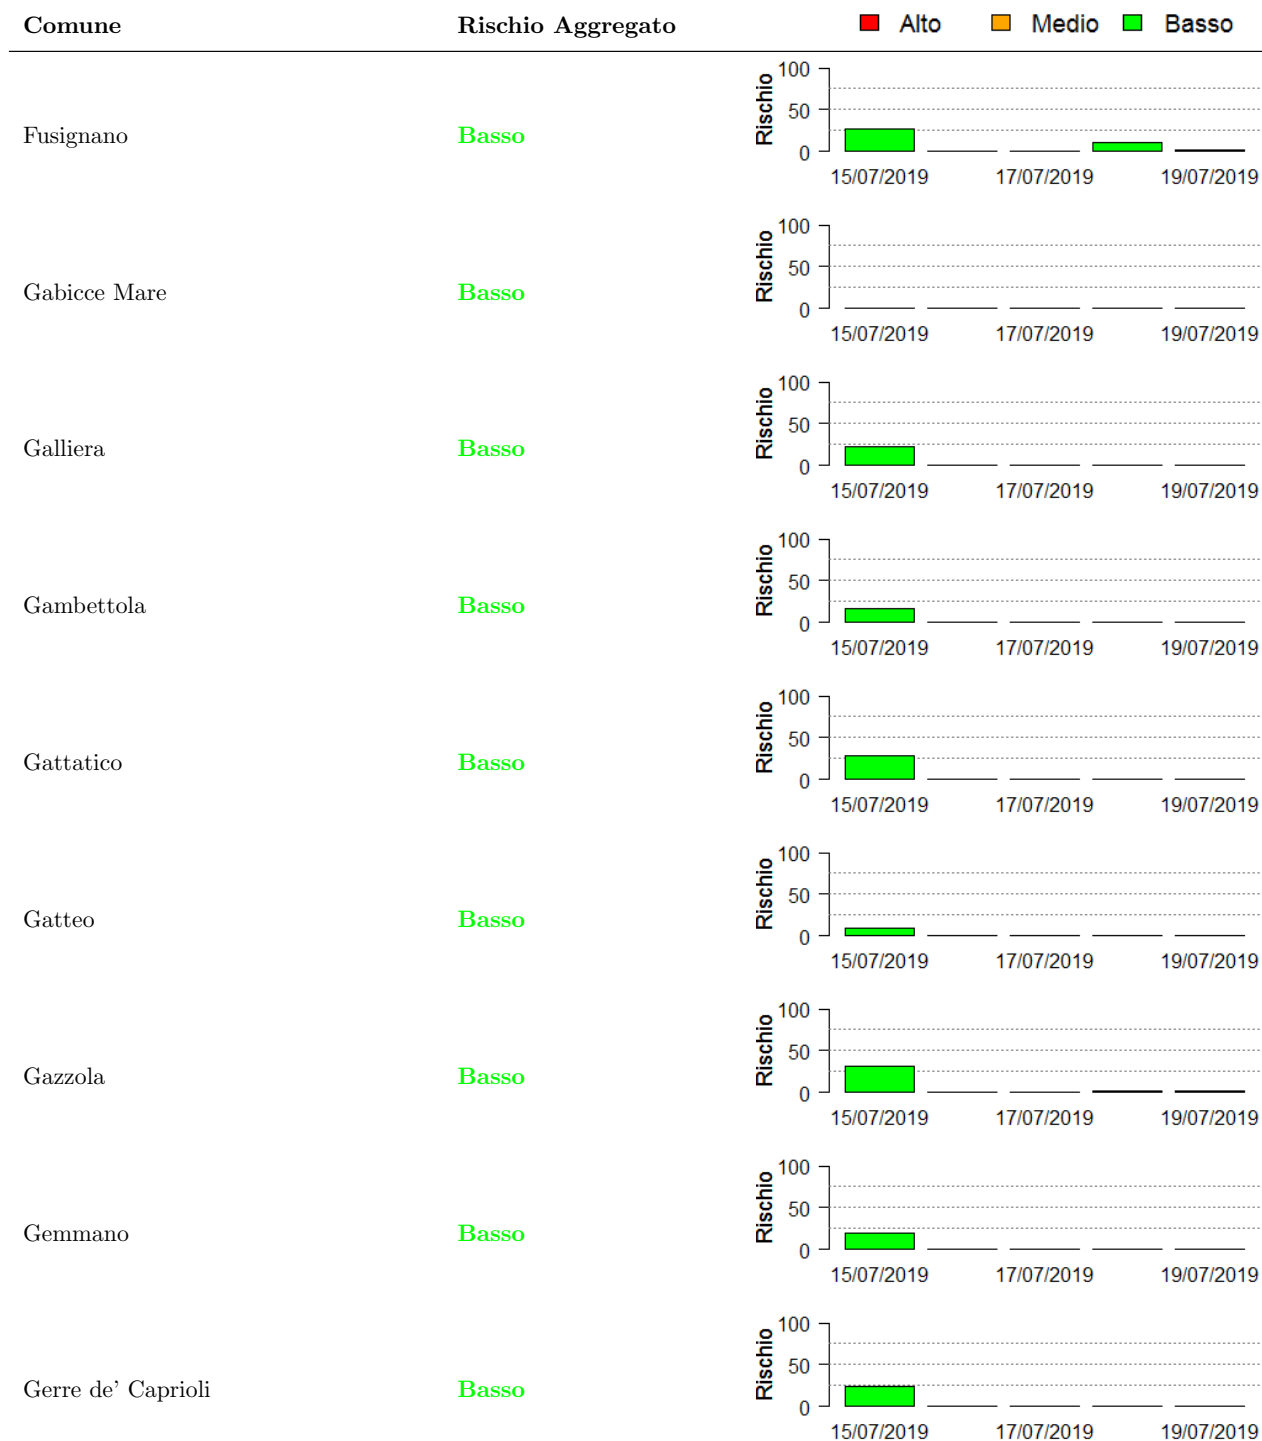 Comune Rischio Aggregato Alto Medio Basso
Fusignano Basso
Rischio
100
50
0
15/07/2019 17/07/2019 19/07/2019
Gabicce Mare Basso
Rischio
100
50
0
15/07/2019 17/07/2019 19/07/2019
Galliera Basso
Rischio
100
50
0
15/07/2019 17/07/2019 19/07/2019
Gambettola Basso
Rischio
100
50
0
15/07/2019 17/07/2019 19/07/2019
Gattatico Basso
Rischio
100
50
0
15/07/2019 17/07/2019 19/07/2019
Gatteo Basso
Rischio
100
50
0
15/07/2019 17/07/2019 19/07/2019
Gazzola Basso
Rischio
100
50
0
15/07/2019 17/07/2019 19/07/2019
Gemmano Basso
Rischio
100
50
0
15/07/2019 17/07/2019 19/07/2019
Gerre de’ Caprioli Basso
Rischio
100
50
0
15/07/2019 17/07/2019 19/07/2019